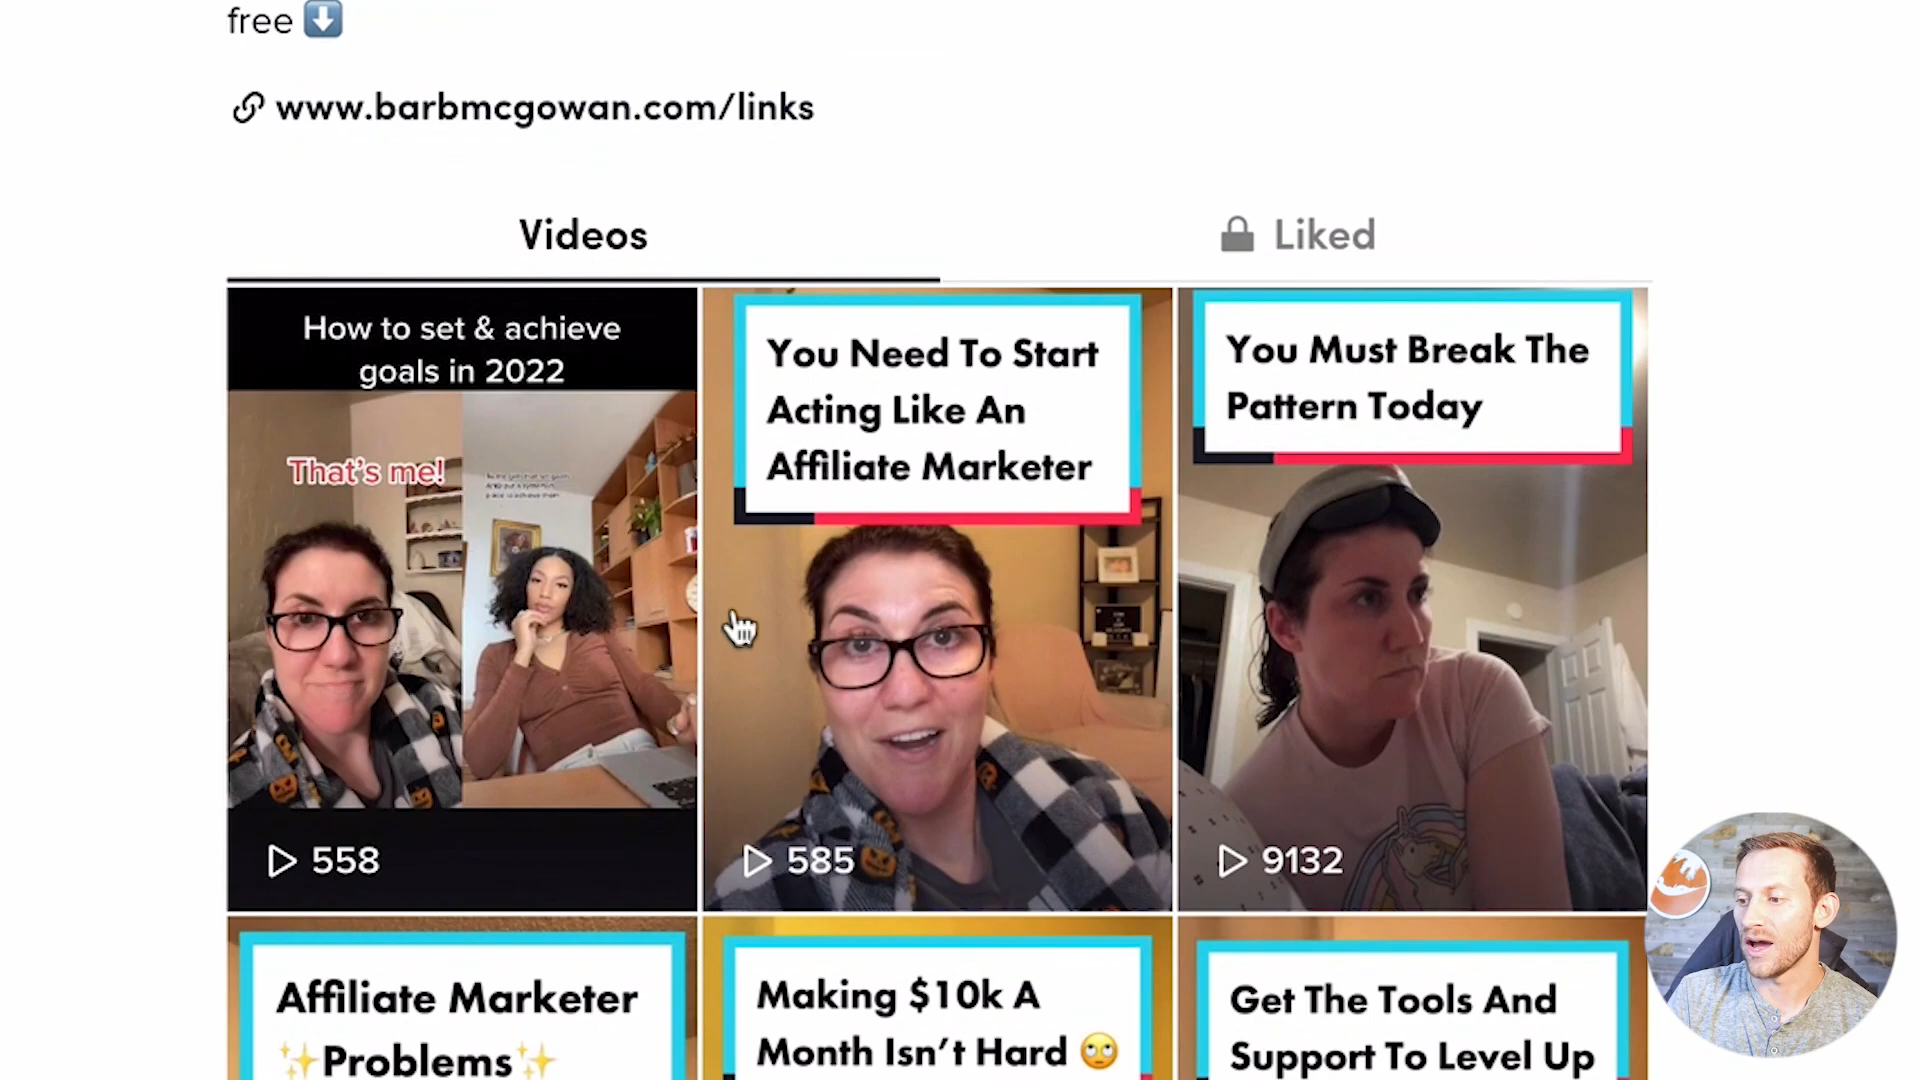 free
www.barbmcgowan.com/links
Videos
Liked
How to set & achieve
goals in 2022
That's me!
558
You Need To Start
Acting Like An
Affiliate Marketer
585
You Must Break The
Pattern Today
9132
Affiliate Marketer
✨Problems✨
Making $10k A
Month Isn't Hard 🙄
Get The Tools And
Support To Level Up